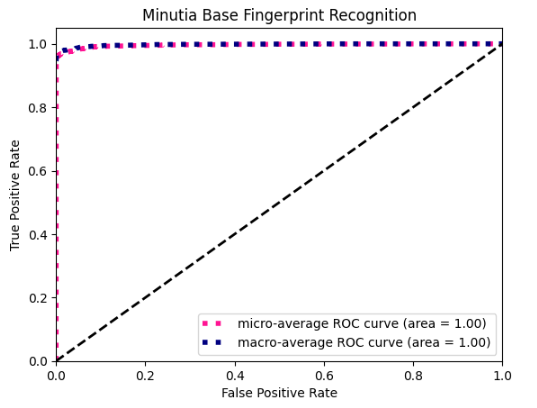 Minutia Base Fingerprint Recognition
1.0
0.8
0.6
0.4
0.2
0.0
True Positive Rate
micro-average ROC curve (area = 1.00)
macro-average ROC curve (area = 1.00)
0.0 0.2 0.4 0.6 0.8 1.0
False Positive Rate